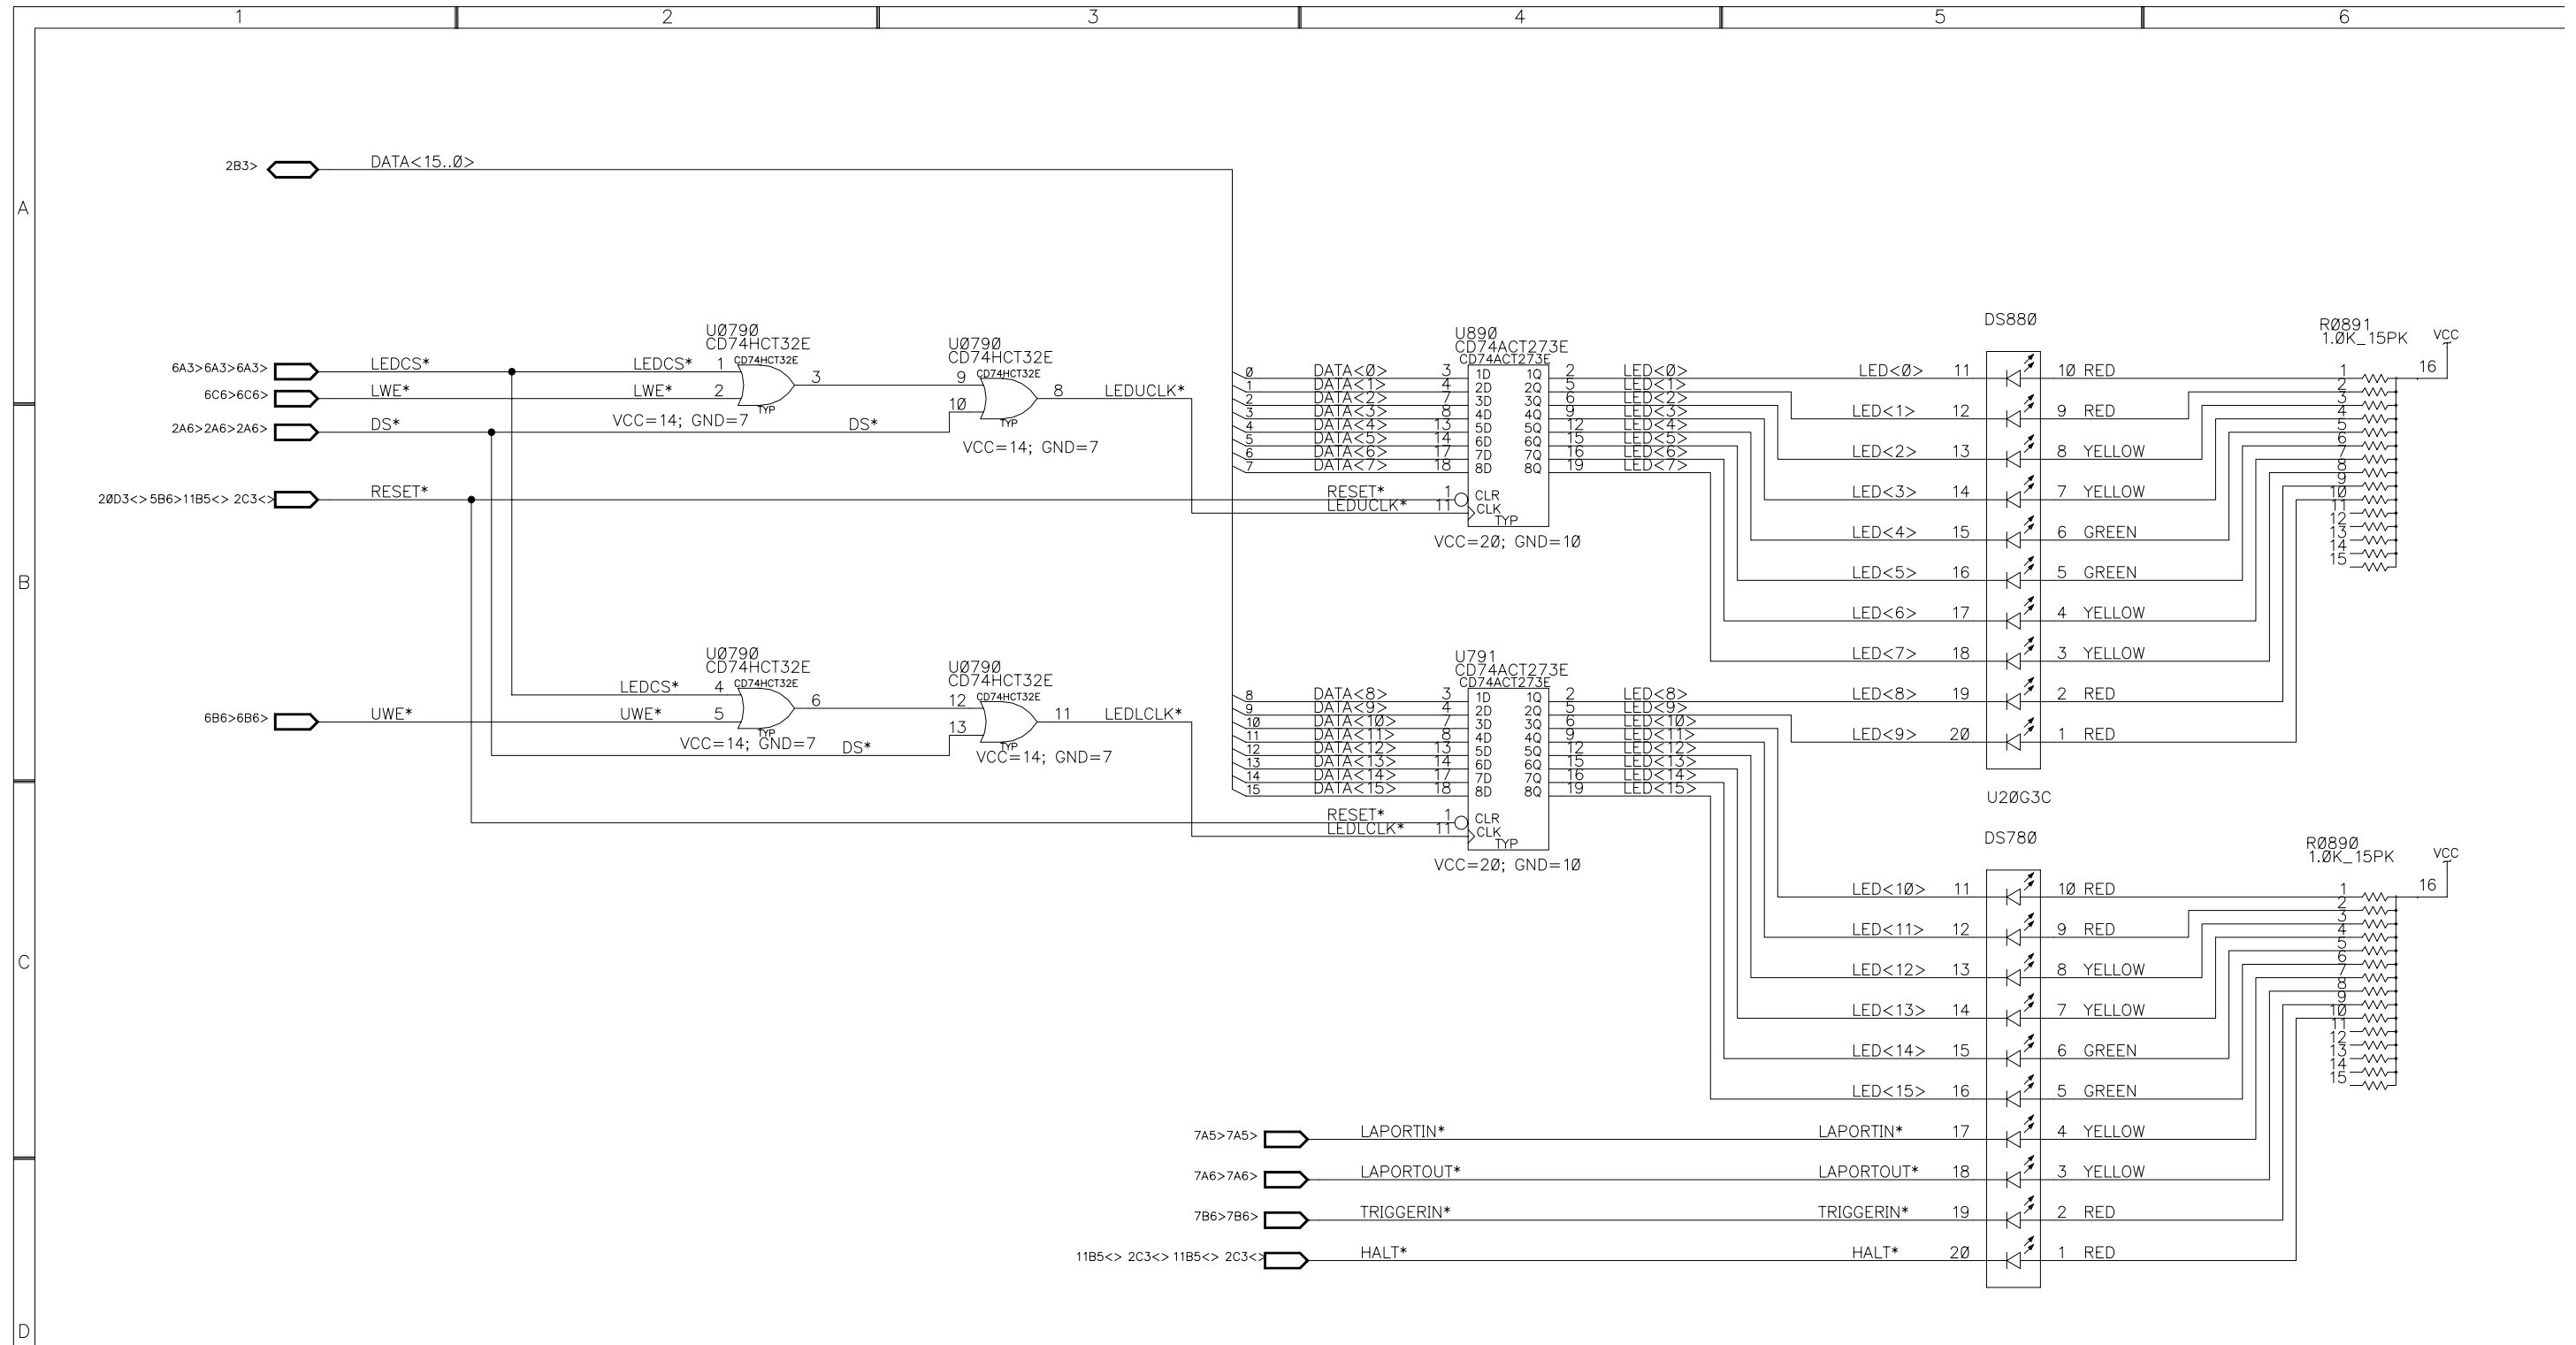 1 2 3 4 5 6
A
B
C
D
2B3> DATA<15..Ø>
6A3>6A3>6A3> LEDCS*
6C6>6C6> LWE*
2A6>2A6>2A6> DS*
2ØD3<>5B6>11B5<> 2C3<> RESET*
6B6>6B6> UWE*
UØ79Ø
CD74HCT32E
CD74HCT32E
LEDCS* 1
LWE* 2
3
TYP
VCC=14; GND=7
DS*
UØ79Ø
CD74HCT32E
CD74HCT32E
9
1Ø
8 LEDUCLK*
TYP
VCC=14; GND=7
UØ79Ø
CD74HCT32E
CD74HCT32E
LEDCS* 4
UWE* 5
6
TYP
VCC=14; GND=7
DS*
UØ79Ø
CD74HCT32E
CD74HCT32E
12
13
11 LEDLCLK*
TYP
VCC=14; GND=7
U89Ø
CD74ACT273E
CD74ACT273E
Ø DATA<Ø> 3 1D 1Q 2 LED<Ø>
1 DATA<1> 4 2D 2Q 5 LED<1>
2 DATA<2> 7 3D 3Q 6 LED<2>
3 DATA<3> 8 4D 4Q 9 LED<3>
4 DATA<4> 13 5D 5Q 12 LED<4>
5 DATA<5> 14 6D 6Q 15 LED<5>
6 DATA<6> 17 7D 7Q 16 LED<6>
7 DATA<7> 18 8D 8Q 19 LED<7>
RESET* 1 CLR
LEDUCLK* 11 CLK
TYP
VCC=2Ø; GND=1Ø
U791
CD74ACT273E
CD74ACT273E
8 DATA<8> 3 1D 1Q 2 LED<8>
9 DATA<9> 4 2D 2Q 5 LED<9>
1Ø DATA<1Ø> 7 3D 3Q 6 LED<1Ø>
11 DATA<11> 8 4D 4Q 9 LED<11>
12 DATA<12> 13 5D 5Q 12 LED<12>
13 DATA<13> 14 6D 6Q 15 LED<13>
14 DATA<14> 17 7D 7Q 16 LED<14>
15 DATA<15> 18 8D 8Q 19 LED<15>
RESET* 1 CLR
LEDLCLK* 11 CLK
TYP
VCC=2Ø; GND=1Ø
DS88Ø
LED<Ø> 11 1Ø RED
LED<1> 12 9 RED
LED<2> 13 8 YELLOW
LED<3> 14 7 YELLOW
LED<4> 15 6 GREEN
LED<5> 16 5 GREEN
LED<6> 17 4 YELLOW
LED<7> 18 3 YELLOW
LED<8> 19 2 RED
LED<9> 2Ø 1 RED
U2ØG3C
RØ891
1.ØK_15PK
VCC
16
1
2
3
4
5
6
7
8
9
1Ø
11
12
13
14
15
DS78Ø
LED<1Ø> 11 1Ø RED
LED<11> 12 9 RED
LED<12> 13 8 YELLOW
LED<13> 14 7 YELLOW
LED<14> 15 6 GREEN
LED<15> 16 5 GREEN
7A5>7A5> LAPORTIN* LAPORTIN* 17 4 YELLOW
7A6>7A6> LAPORTOUT* LAPORTOUT* 18 3 YELLOW
7B6>7B6> TRIGGERIN* TRIGGERIN* 19 2 RED
11B5<> 2C3<> 11B5<> 2C3<> HALT* HALT* 2Ø 1 RED
RØ89Ø
1.ØK_15PK
VCC
16
1
2
3
4
5
6
7
8
9
1Ø
11
12
13
14
15